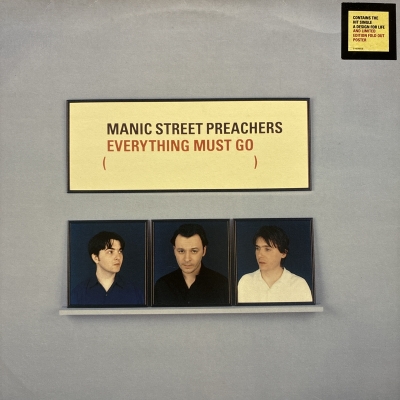 CONTAINS THE
HIT SINGLE
A DESIGN FOR LIFE
AND LIMITED
EDITION FOLD OUT
POSTER
MANIC STREET PREACHERS
EVERYTHING MUST GO
( )